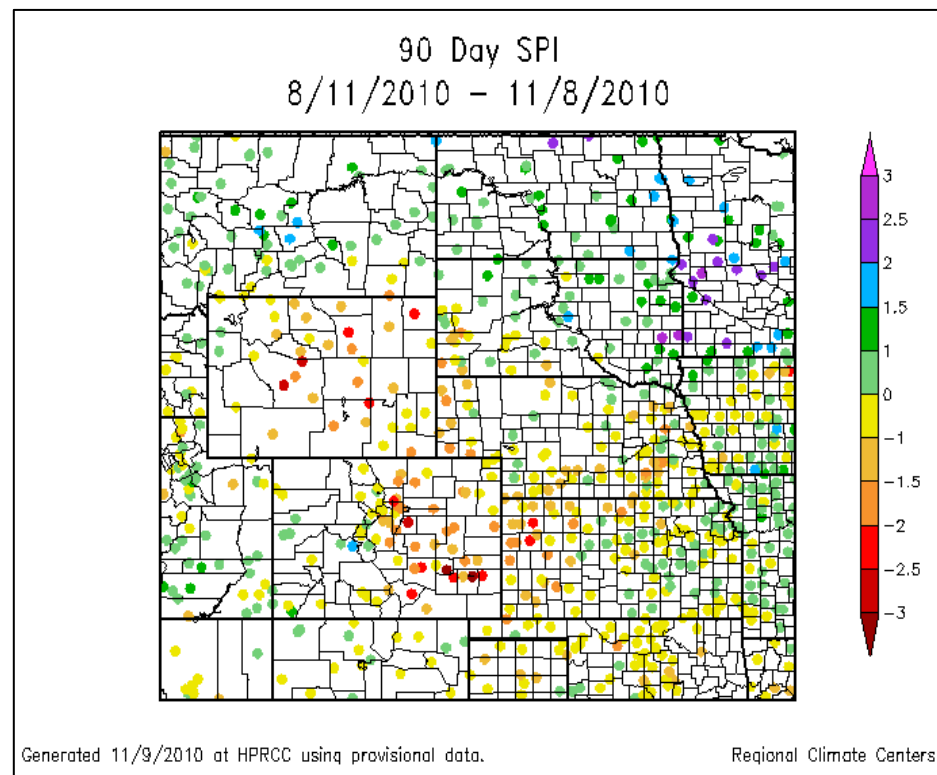 90 Day SPI
8/11/2010 – 11/8/2010
3
2.5
2
1.5
1
0
−1
−1.5
−2
−2.5
−3
Generated 11/9/2010 at HPRCC using provisional data.
Regional Climate Centers